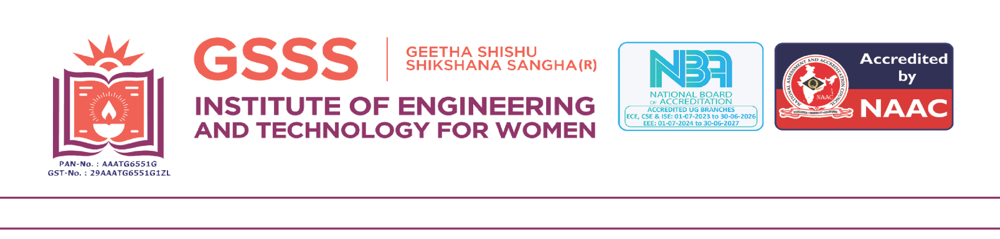 PAN-No. : AAATG6551G
GST-No. : 29AAATG6551G1ZL
GSSS
GEETHA SHISHU
SHIKSHANA SANGHA(R)
INSTITUTE OF ENGINEERING
AND TECHNOLOGY FOR WOMEN
NBA
NATIONAL BOARD
OF ACCREDITATION
ACCREDITED UG BRANCHES
ECE, CSE & ISE: 01-07-2023 to 30-06-2026
EEE: 01-07-2024 to 30-06-2027
NATIONAL ASSESSMENT AND ACCREDITATION COUNCIL
Q
NAAC
Accredited
by
NAAC